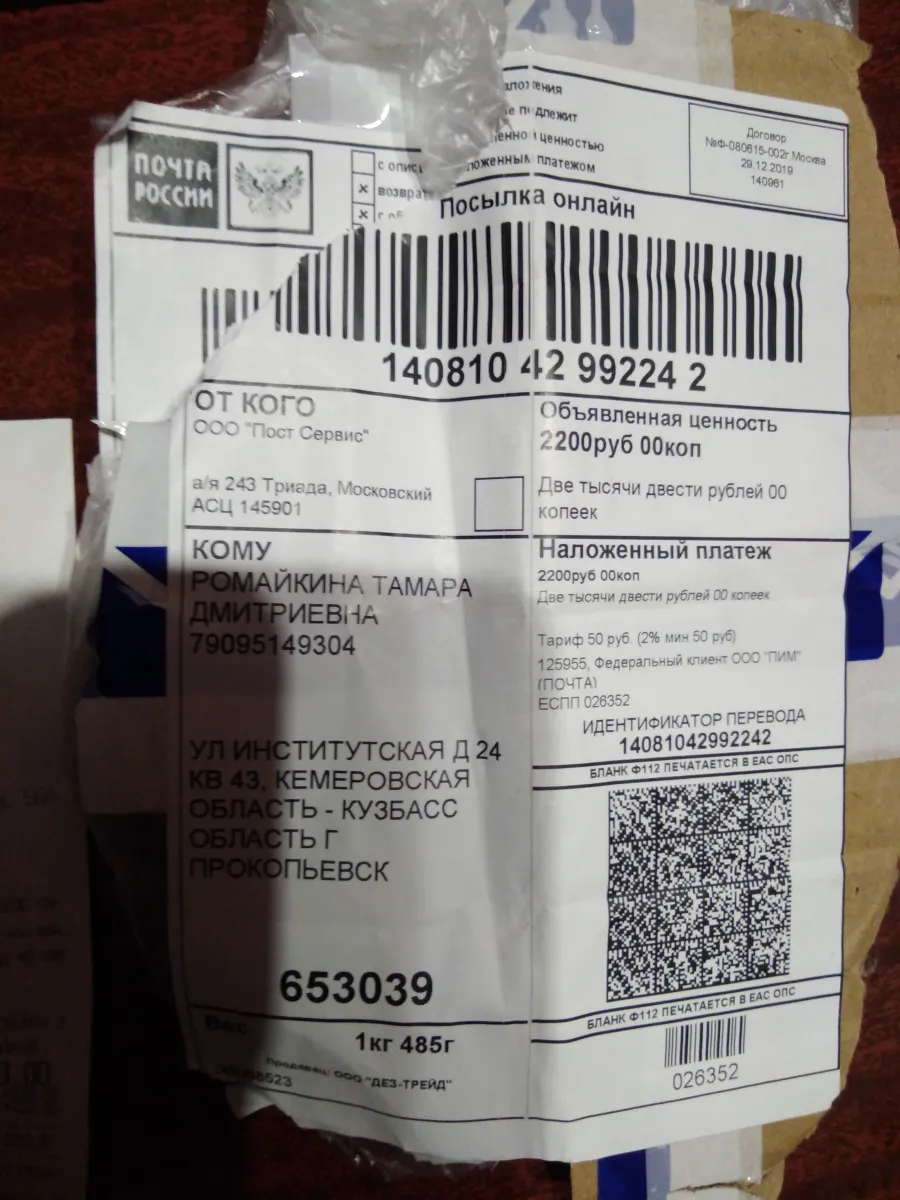 ПОЧТА
РОССИИ
с опис
возврат
вложения
не подлежит
ценностью
платежом
Договор
№Ф-080615-002г.Москва
29.12.2019
140961
Посылка онлайн
140810 42 99224 2
ОТ КОГО
ООО "Пост Сервис"
а/я 243 Триада, Московский
АСЦ 145901
Объявленная ценность
2200руб 00коп
Две тысячи двести рублей 00
копеек
КОМУ
РОМАЙКИНА ТАМАРА
ДМИТРИЕВНА
79095149304
УЛ ИНСТИТУТСКАЯ Д 24
КВ 43, КЕМЕРОВСКАЯ
ОБЛАСТЬ - КУЗБАСС
ОБЛАСТЬ Г
ПРОКОПЬЕВСК
653039
Вес
1кг 485г
Продавец: ООО "ДЕЗ-ТРЕЙД"
Наложенный платеж
2200руб 00коп
Две тысячи двести рублей 00 копеек
Тариф 50 руб. (2% мин 50 руб)
125955, Федеральный клиент ООО "ПИМ"
(ПОЧТА)
ЕСПП 026352
ИДЕНТИФИКАТОР ПЕРЕВОДА
14081042992242
БЛАНК Ф112 ПЕЧАТАЕТСЯ В ЕАС ОПС
БЛАНК Ф112 ПЕЧАТАЕТСЯ В ЕАС ОПС
026352